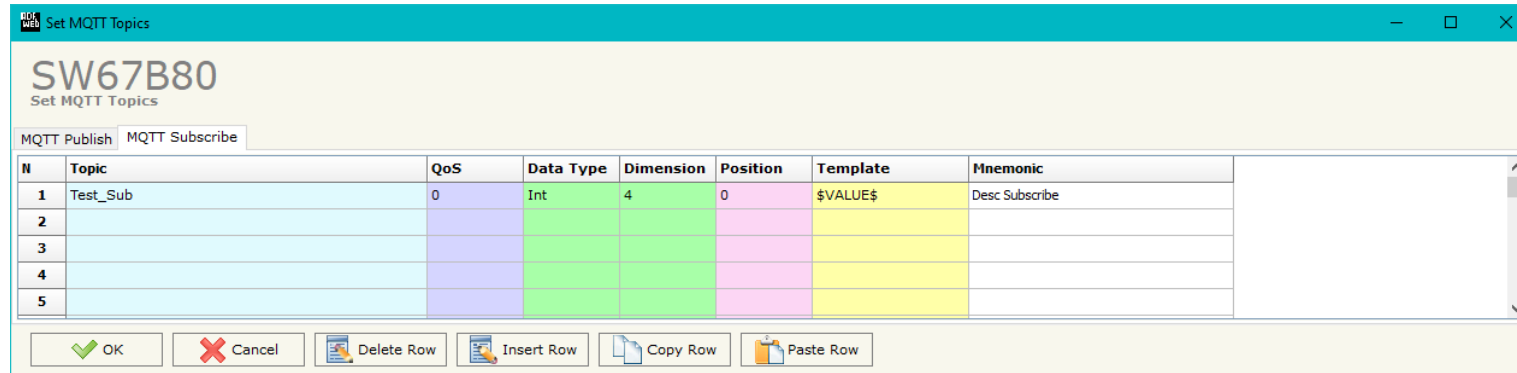 ADF WEB Set MQTT Topics
SW67B80
Set MQTT Topics
MQTT Publish MQTT Subscribe
N Topic QoS Data Type Dimension Position Template Mnemonic
1 Test_Sub 0 Int 4 0 $VALUE$ Desc Subscribe
2
3
4
5
OK Cancel Delete Row Insert Row Copy Row Paste Row